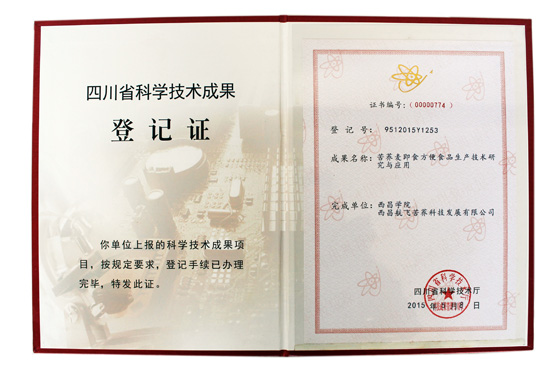 四川省科学技术成果
登记证
你单位上报的科学技术成果项
目，按规定要求，登记手续已办理
完毕，特发此证。
证书编号：（00000774）
登 记 号： 9512015Y1253
成果名称： 苦荞麦即食方便食品生产技术研
究与应用
完成单位： 西昌学院
西昌航飞苦荞科技发展有限公司
四川省科学技术厅
2015 年 月 日